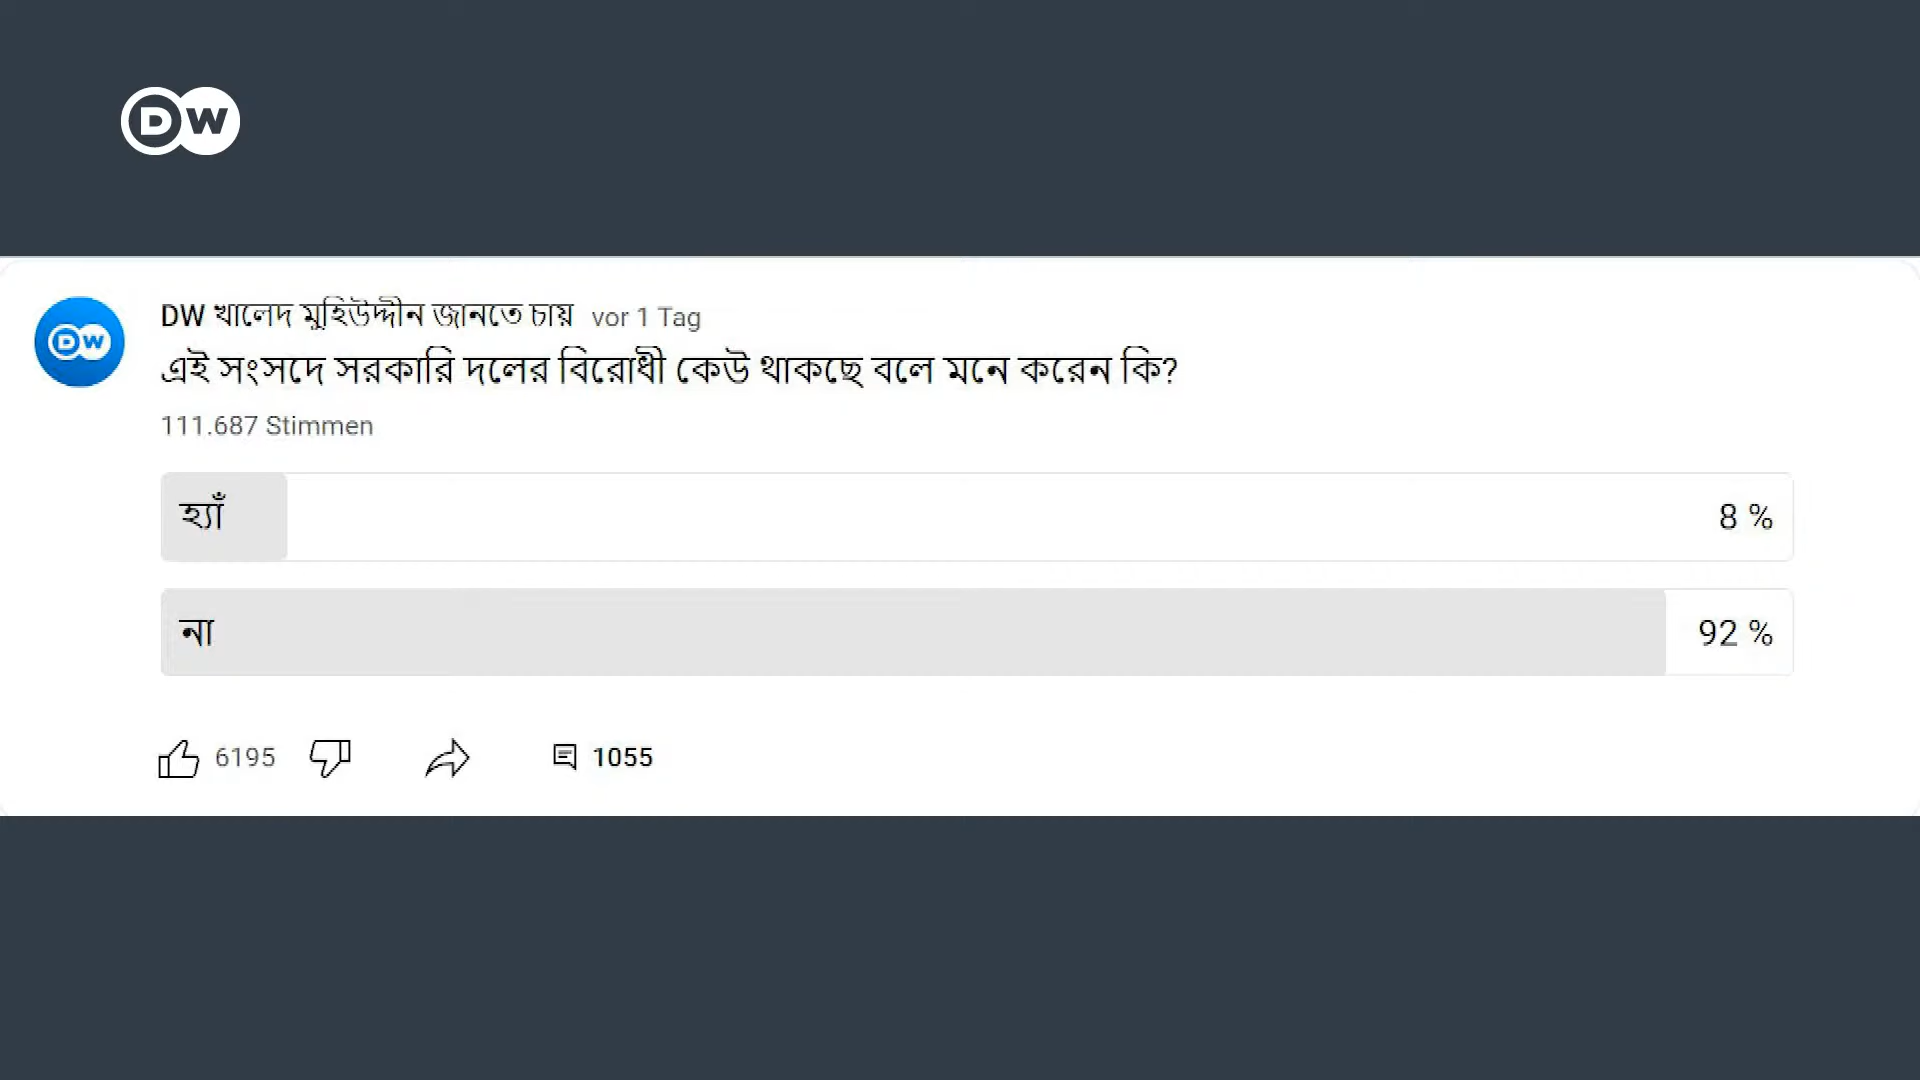 DW
DW
DW খালেদ মুহিউদ্দীন জানতে চায় vor 1 Tag
এই সংসদে সরকারি দলের বিরোধী কেউ থাকছে বলে মনে করেন কি?
111.687 Stimmen
হ্যাঁ 8 %
না 92 %
6195 1055